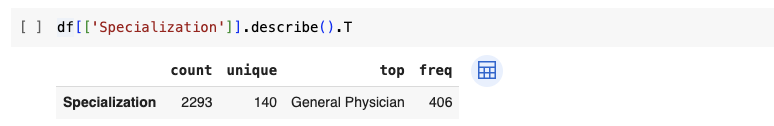 [ ] df[['Specialization']].describe().T
count unique top freq
Specialization 2293 140 General Physician 406